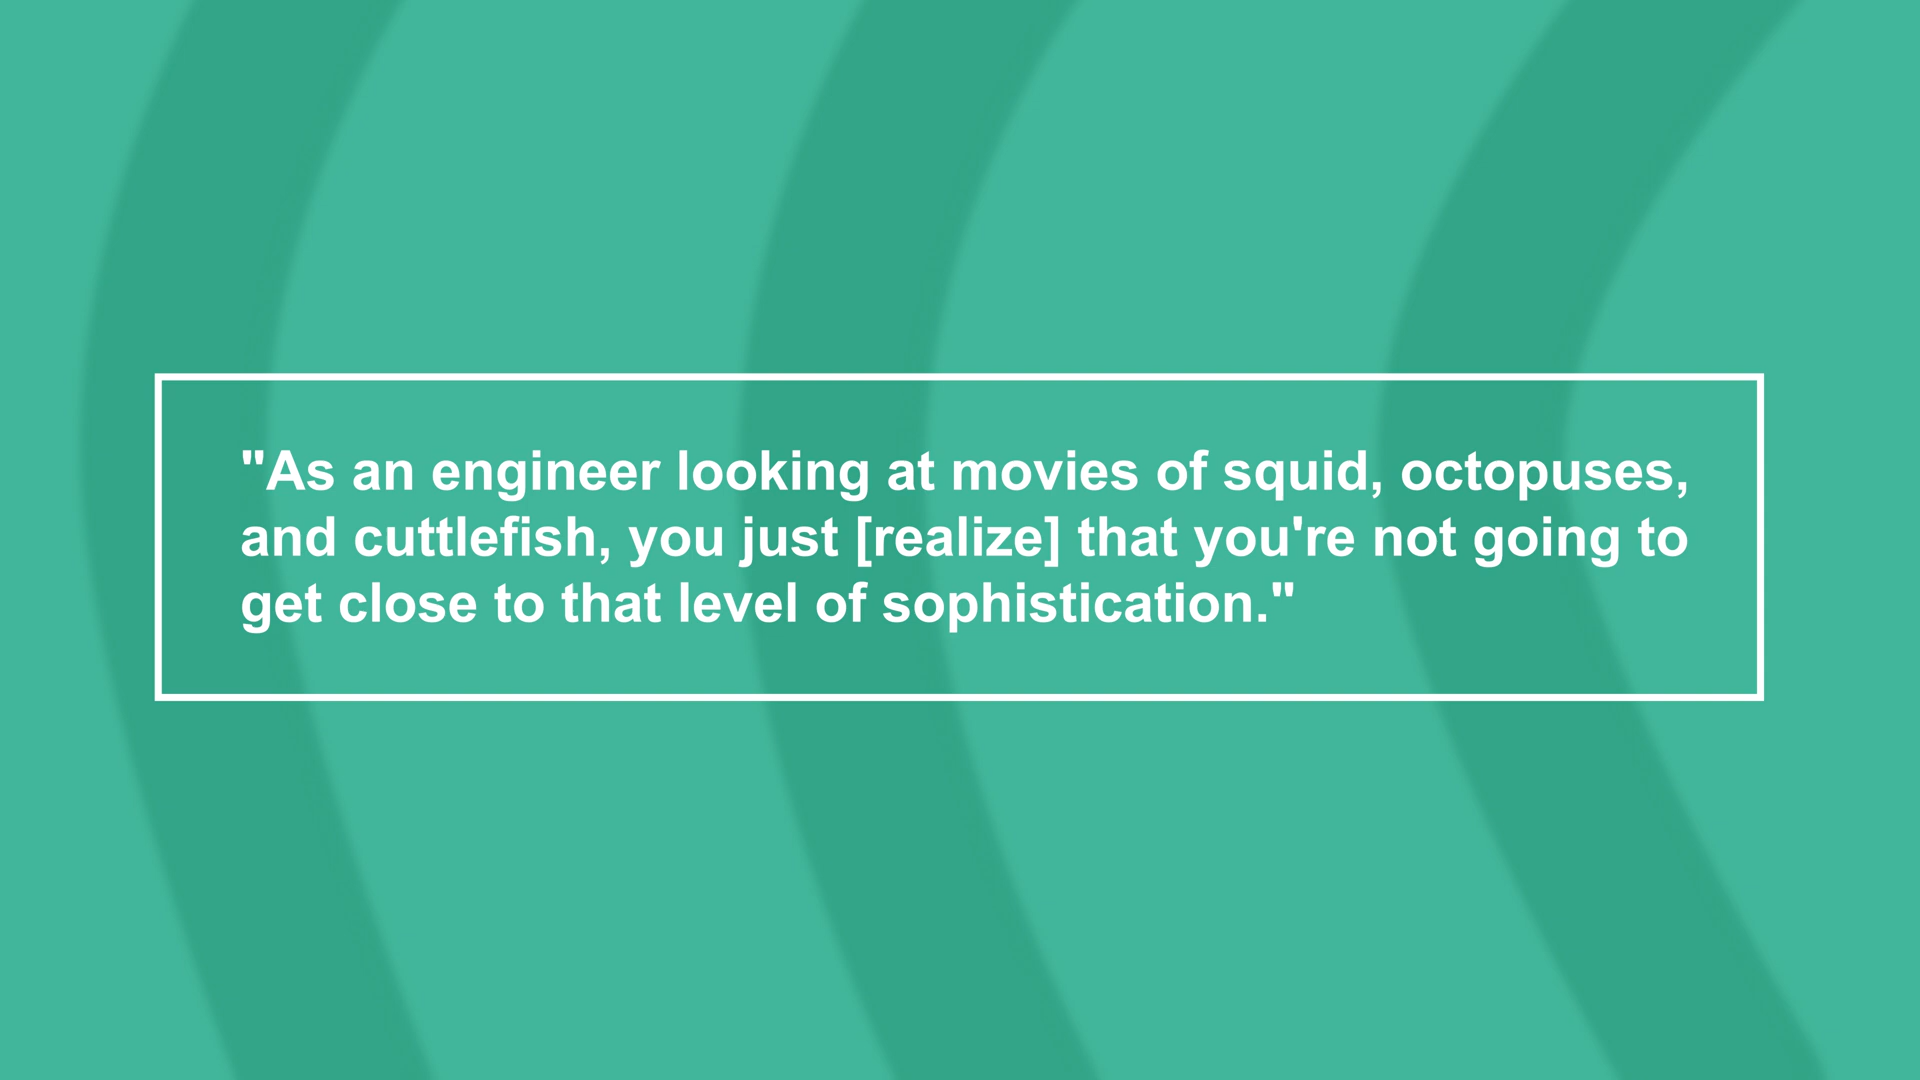 "As an engineer looking at movies of squid, octopuses,
and cuttlefish, you just [realize] that you're not going to
get close to that level of sophistication."